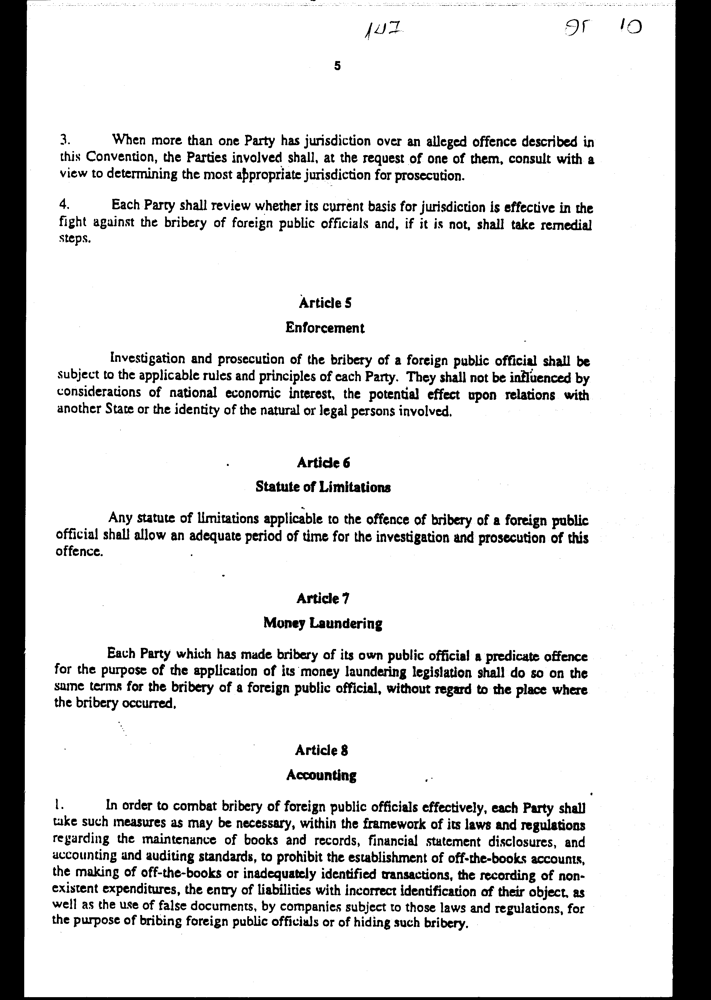 10
5
3. When more than one Party has jurisdiction over an alleged offence described in
this Convention, the Parties involved shall, at the request of one of them, consult with a
view to determining the most appropriate jurisdiction for prosecution.
4. Each Party shall review whether its current basis for jurisdiction is effective in the
fight against the bribery of foreign public officials and, if it is not, shall take remedial
steps.
Article 5
Enforcement
Investigation and prosecution of the bribery of a foreign public official shall be
subject to the applicable rules and principles of each Party. They shall not be influenced by
considerations of national economic interest, the potential effect upon relations with
another State or the identity of the natural or legal persons involved.
Article 6
Statute of Limitations
Any statute of limitations applicable to the offence of bribery of a foreign public
official shall allow an adequate period of time for the investigation and prosecution of this
offence.
Article 7
Money Laundering
Each Party which has made bribery of its own public official a predicate offence
for the purpose of the application of its money laundering legislation shall do so on the
same terms for the bribery of a foreign public official, without regard to the place where
the bribery occurred.
Article 8
Accounting
1. In order to combat bribery of foreign public officials effectively, each Party shall
take such measures as may be necessary, within the framework of its laws and regulations
regarding the maintenance of books and records, financial statement disclosures, and
accounting and auditing standards, to prohibit the establishment of off-the-books accounts,
the making of off-the-books or inadequately identified transactions, the recording of non-
existent expenditures, the entry of liabilities with incorrect identification of their object, as
well as the use of false documents, by companies subject to those laws and regulations, for
the purpose of bribing foreign public officials or of hiding such bribery.